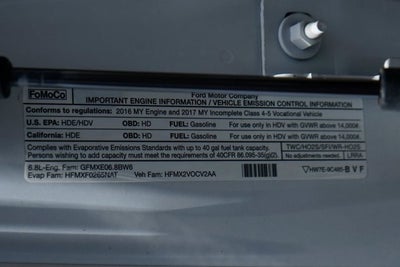 FoMoCo
Ford Motor Company
IMPORTANT ENGINE INFORMATION / VEHICLE EMISSION CONTROL INFORMATION
Conforms to regulations: 2016 MY Engine and 2017 MY Incomplete Class 4-5 Vocational Vehicle
U.S. EPA: HDE/HDV OBD: HD FUEL: Gasoline For use only in HDV with GVWR above 14,000#.
California: HDE OBD: HD FUEL: Gasoline For use only in HDV with GVWR above 14,000#.
Complies with Evaporative Emissions Standards with up to 40 gal fuel tank capacity. TWC/HO2S/SFI/WR-HO2S
Persons wishing to add capacity must meet the requirements of 40CFR 86.095-35(g)(2). No adjustments needed. LRRA
6.8L-Eng. Fam: GFMXE06.8BW6
Evap Fam: HFMXF0265NAT Veh Fam: HFMX2VOCV2AA HW7E-9C485-BVF